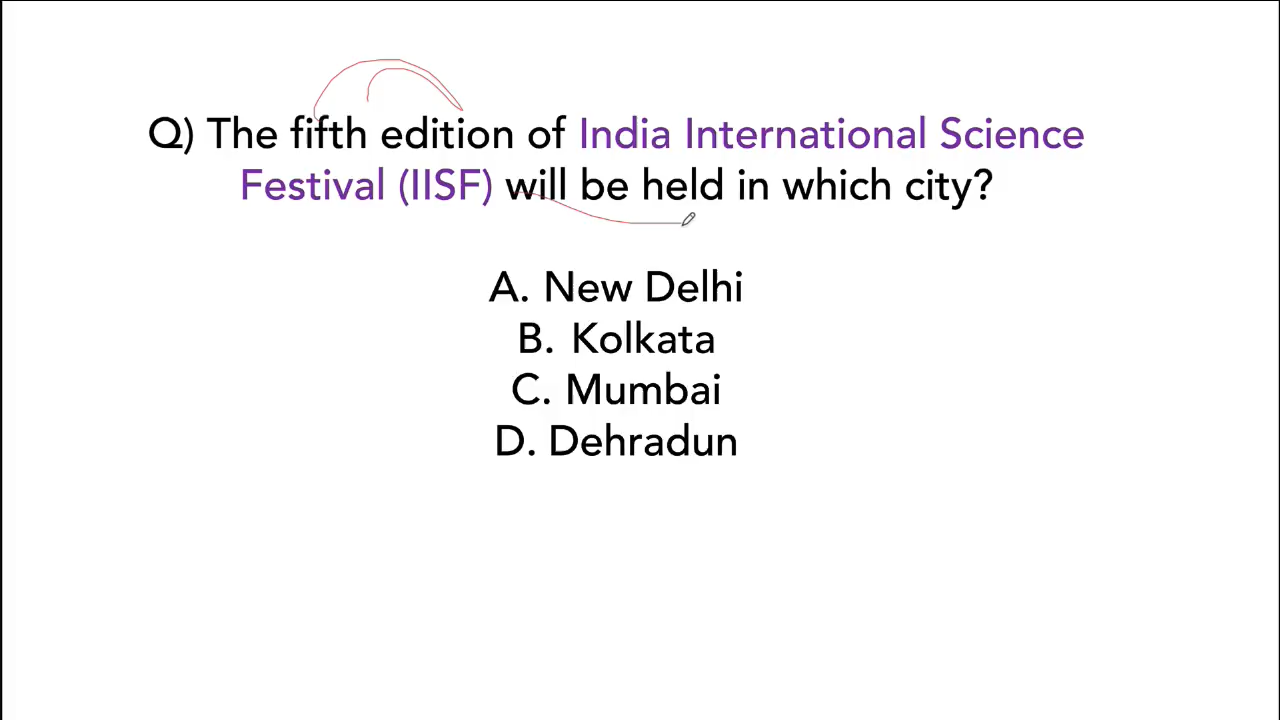 Q) The fifth edition of India International Science
Festival (IISF) will be held in which city?
A. New Delhi
B. Kolkata
C. Mumbai
D. Dehradun